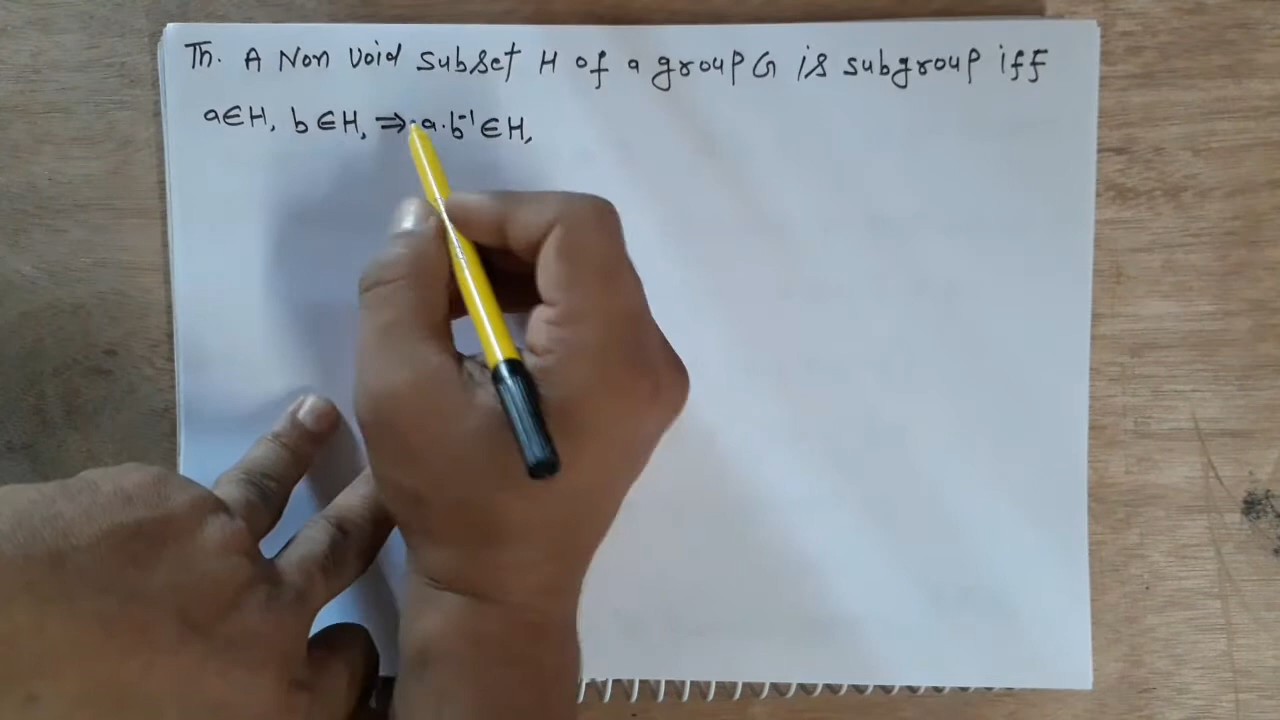 Th. A Non void subset H of a group G is subgroup iff
a∈H, b∈H, ⇒ a.b⁻¹∈H,